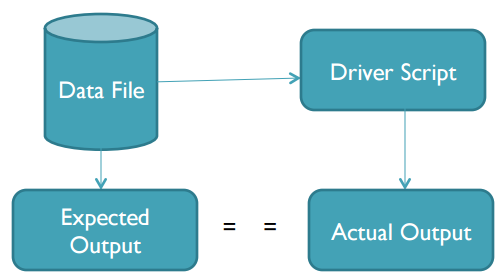 Data File
Driver Script
Expected
Output
= =
Actual Output